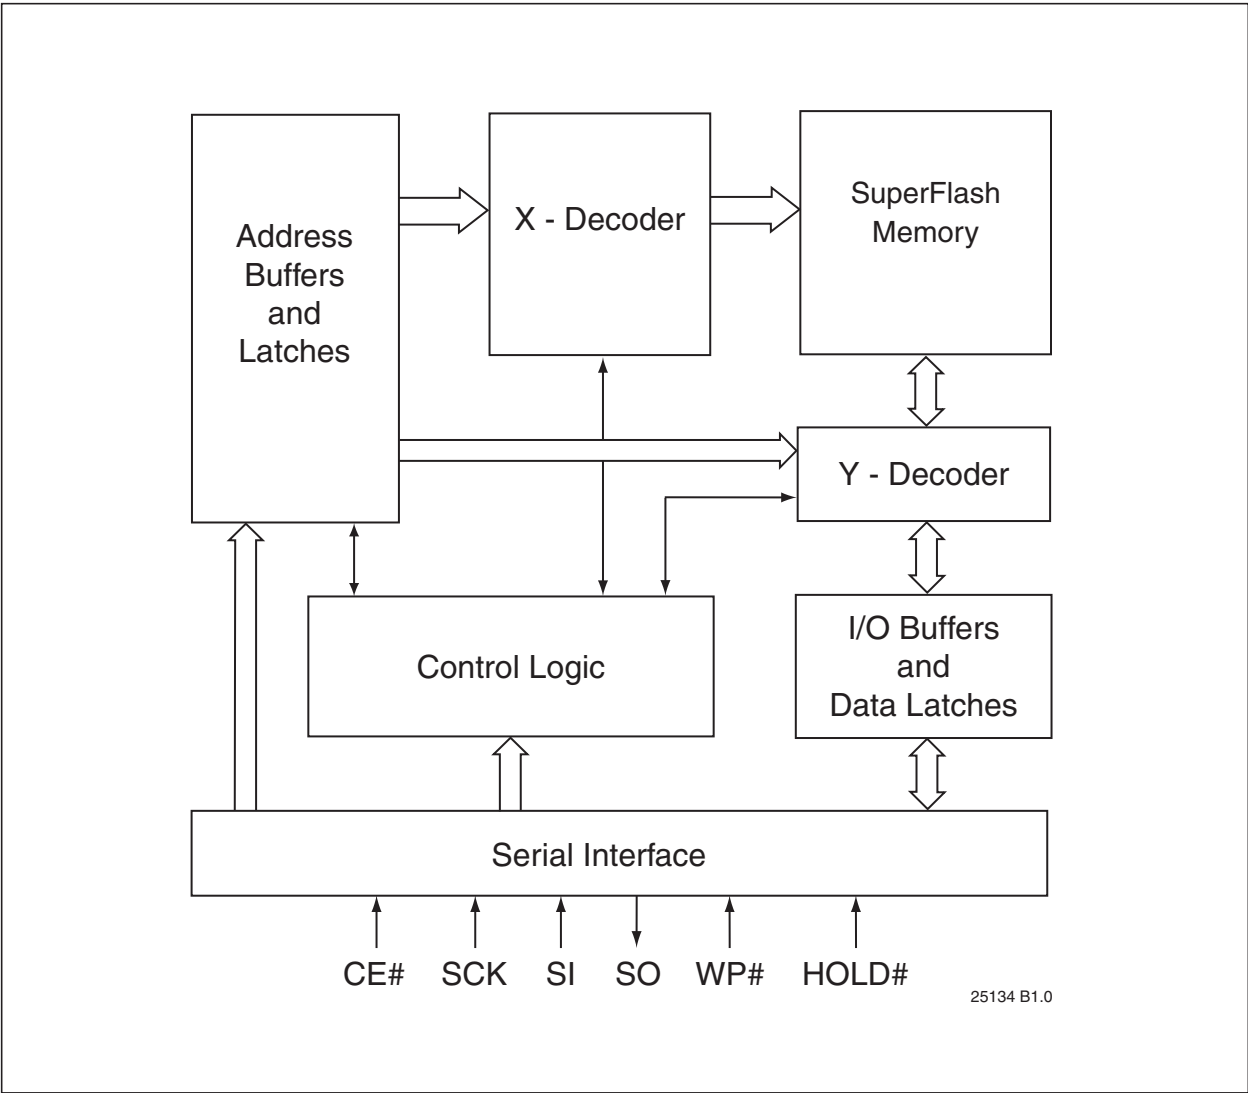 Address
Buffers
and
Latches
X - Decoder
SuperFlash
Memory
Y - Decoder
Control Logic
I/O Buffers
and
Data Latches
Serial Interface
CE# SCK SI SO WP# HOLD#
25134 B1.0